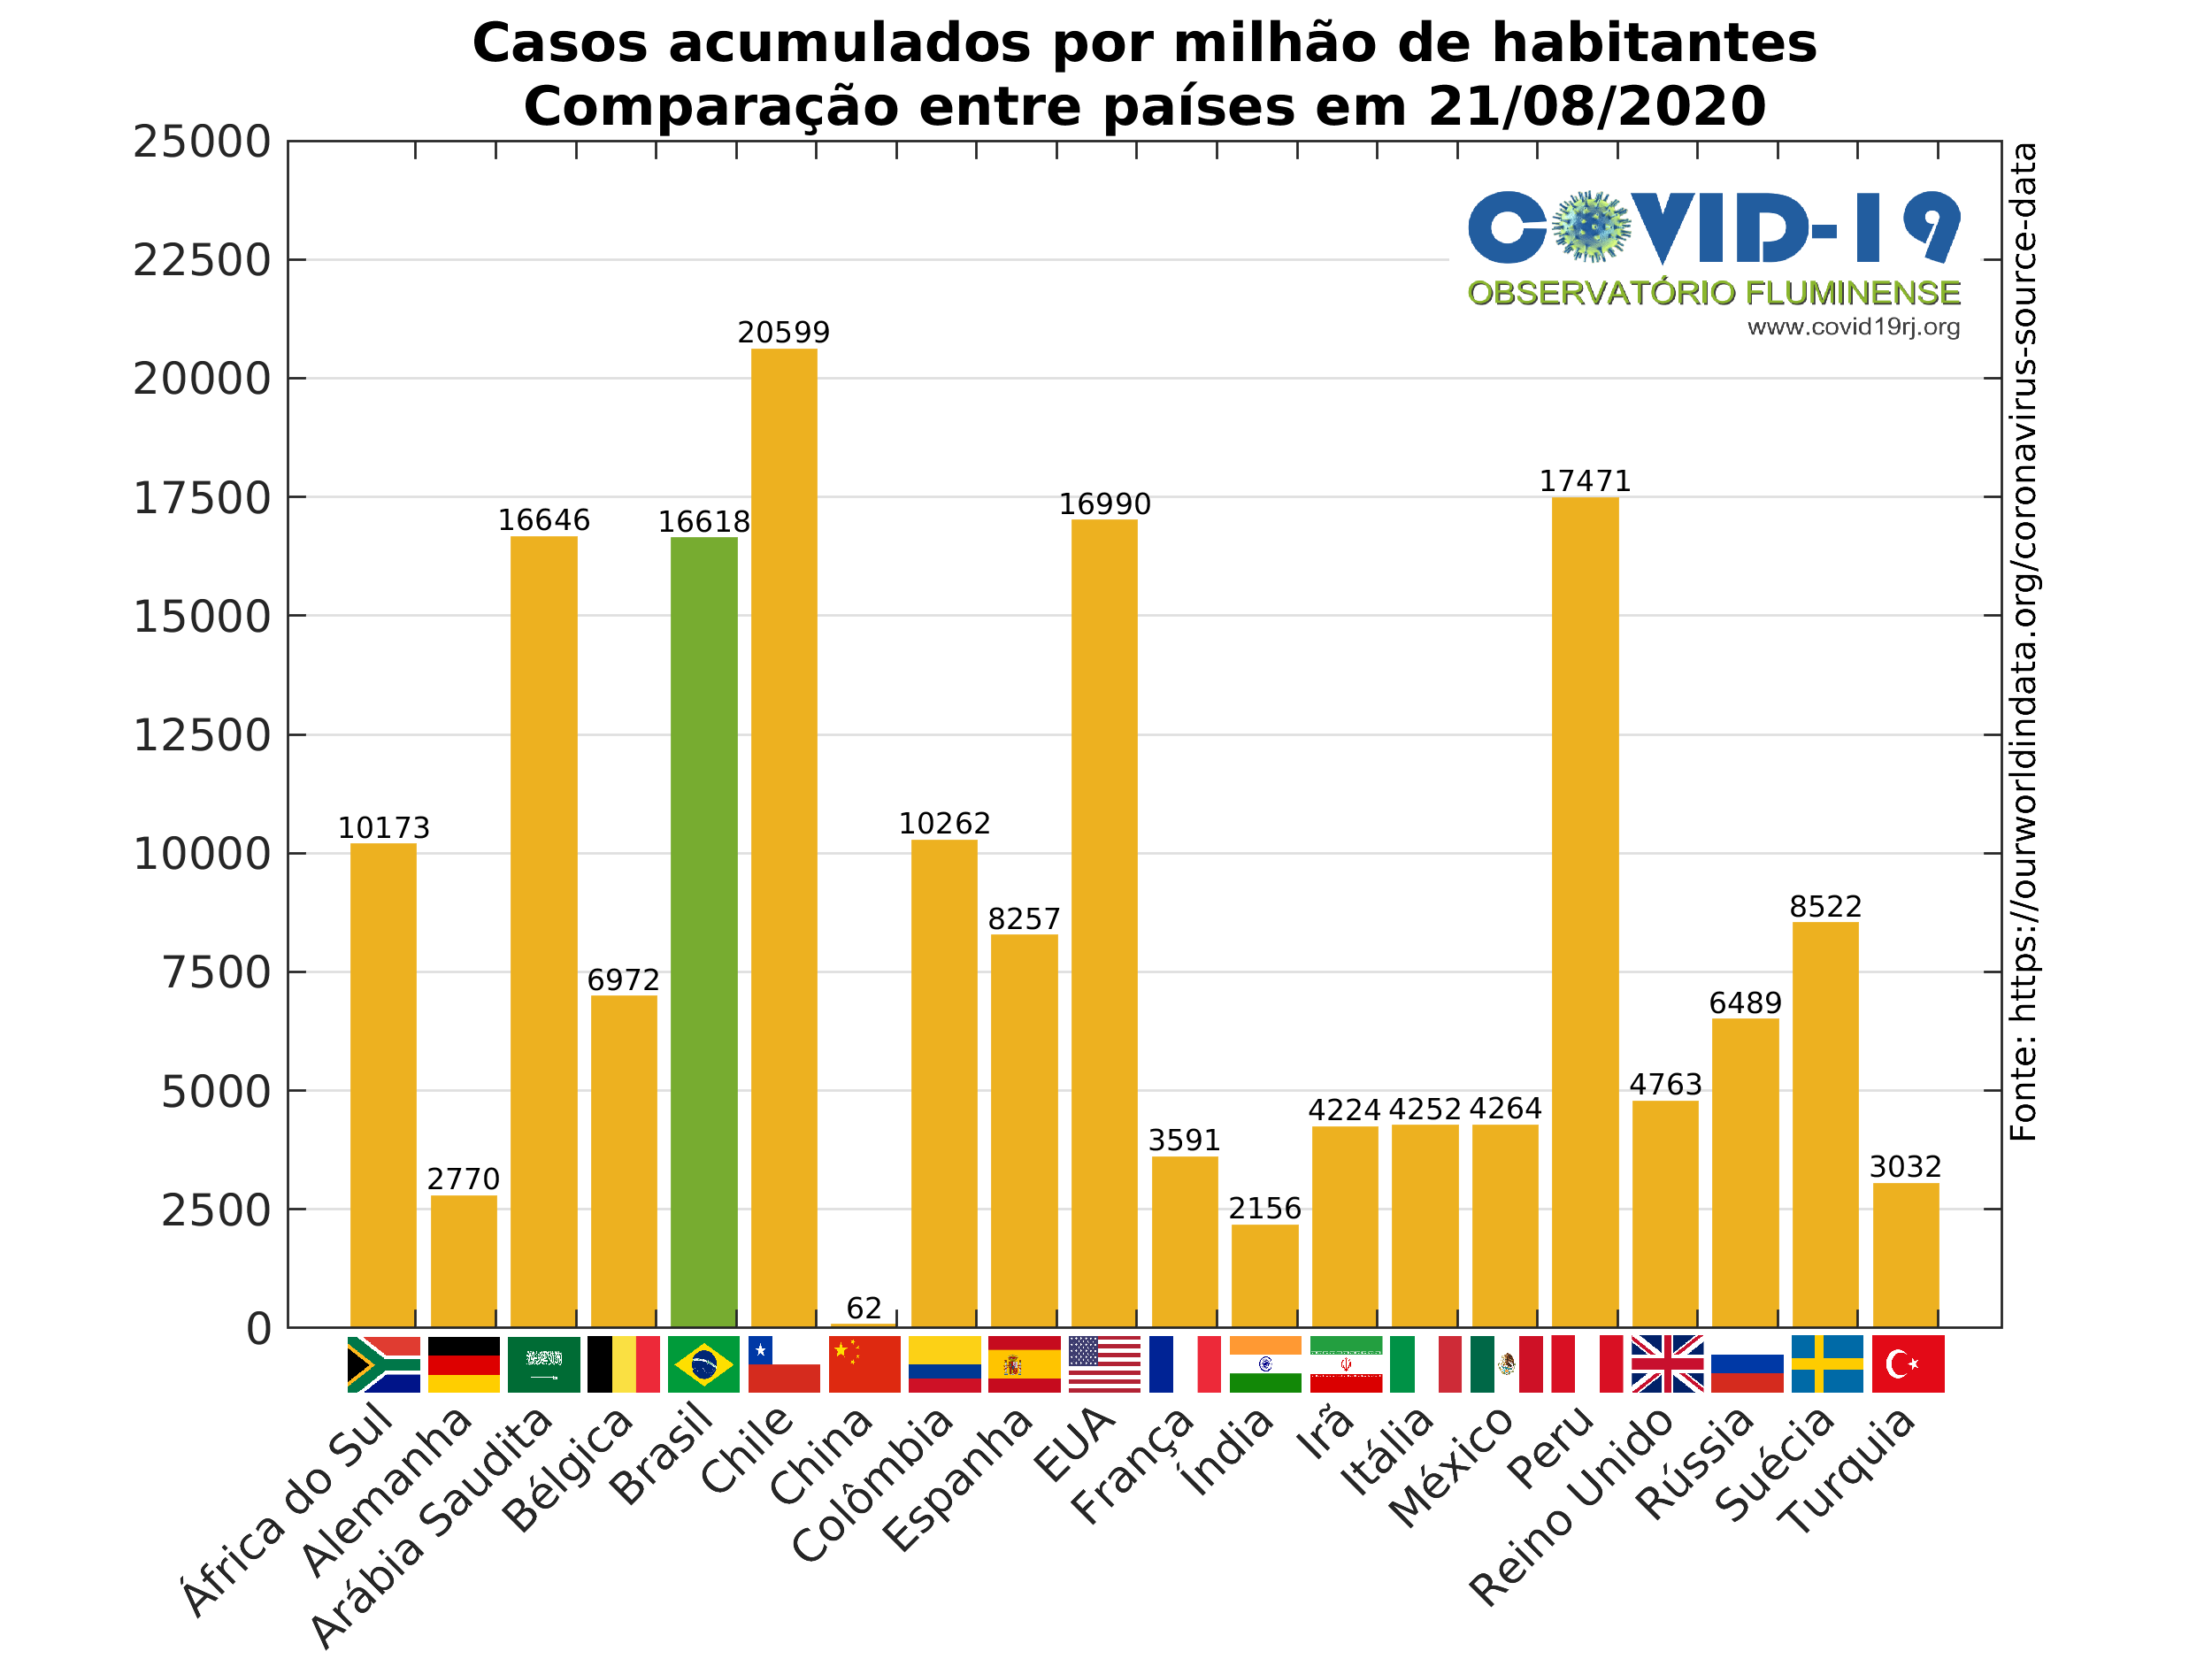 Casos acumulados por milhão de habitantes
Comparação entre países em 21/08/2020
25000
22500
20000
17500
15000
12500
10000
7500
5000
2500
0
COVID-19
OBSERVATÓRIO FLUMINENSE
www.covid19rj.org
Fonte: https://ourworldindata.org/coronavirus-source-data
10173
2770
16646
6972
16618
20599
62
10262
8257
16990
3591
2156
4224
4252
4264
17471
4763
6489
8522
3032
África do Sul
Alemanha
Arábia Saudita
Bélgica
Brasil
Chile
China
Colômbia
Espanha
EUA
França
Índia
Irã
Itália
México
Peru
Reino Unido
Rússia
Suécia
Turquia